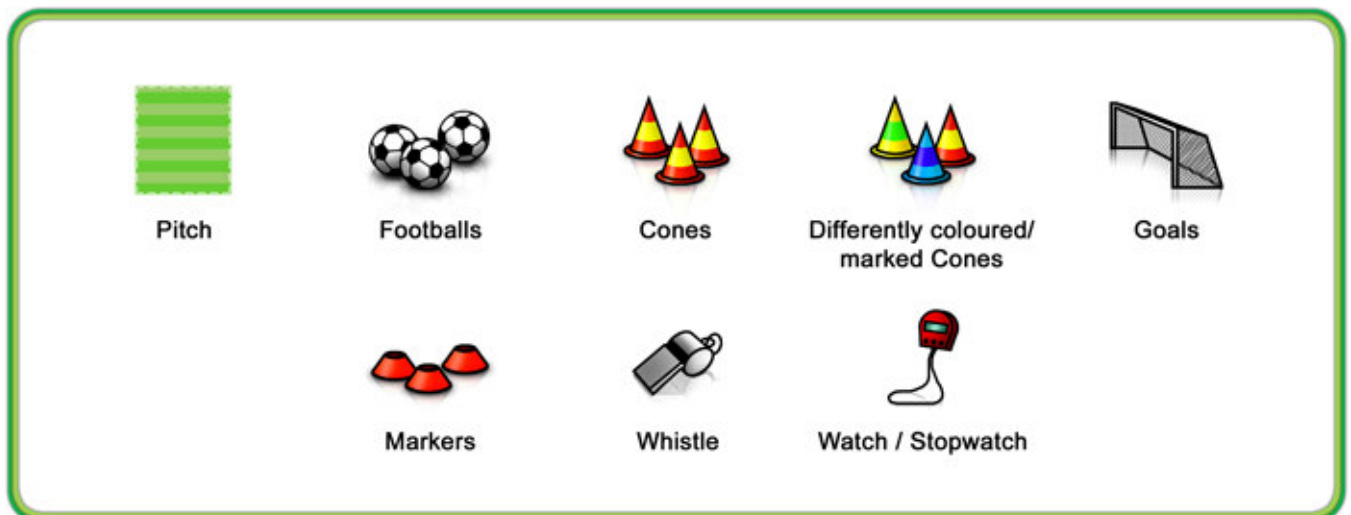 Pitch
Footballs
Cones
Differently coloured/
marked Cones
Goals
Markers
Whistle
Watch / Stopwatch